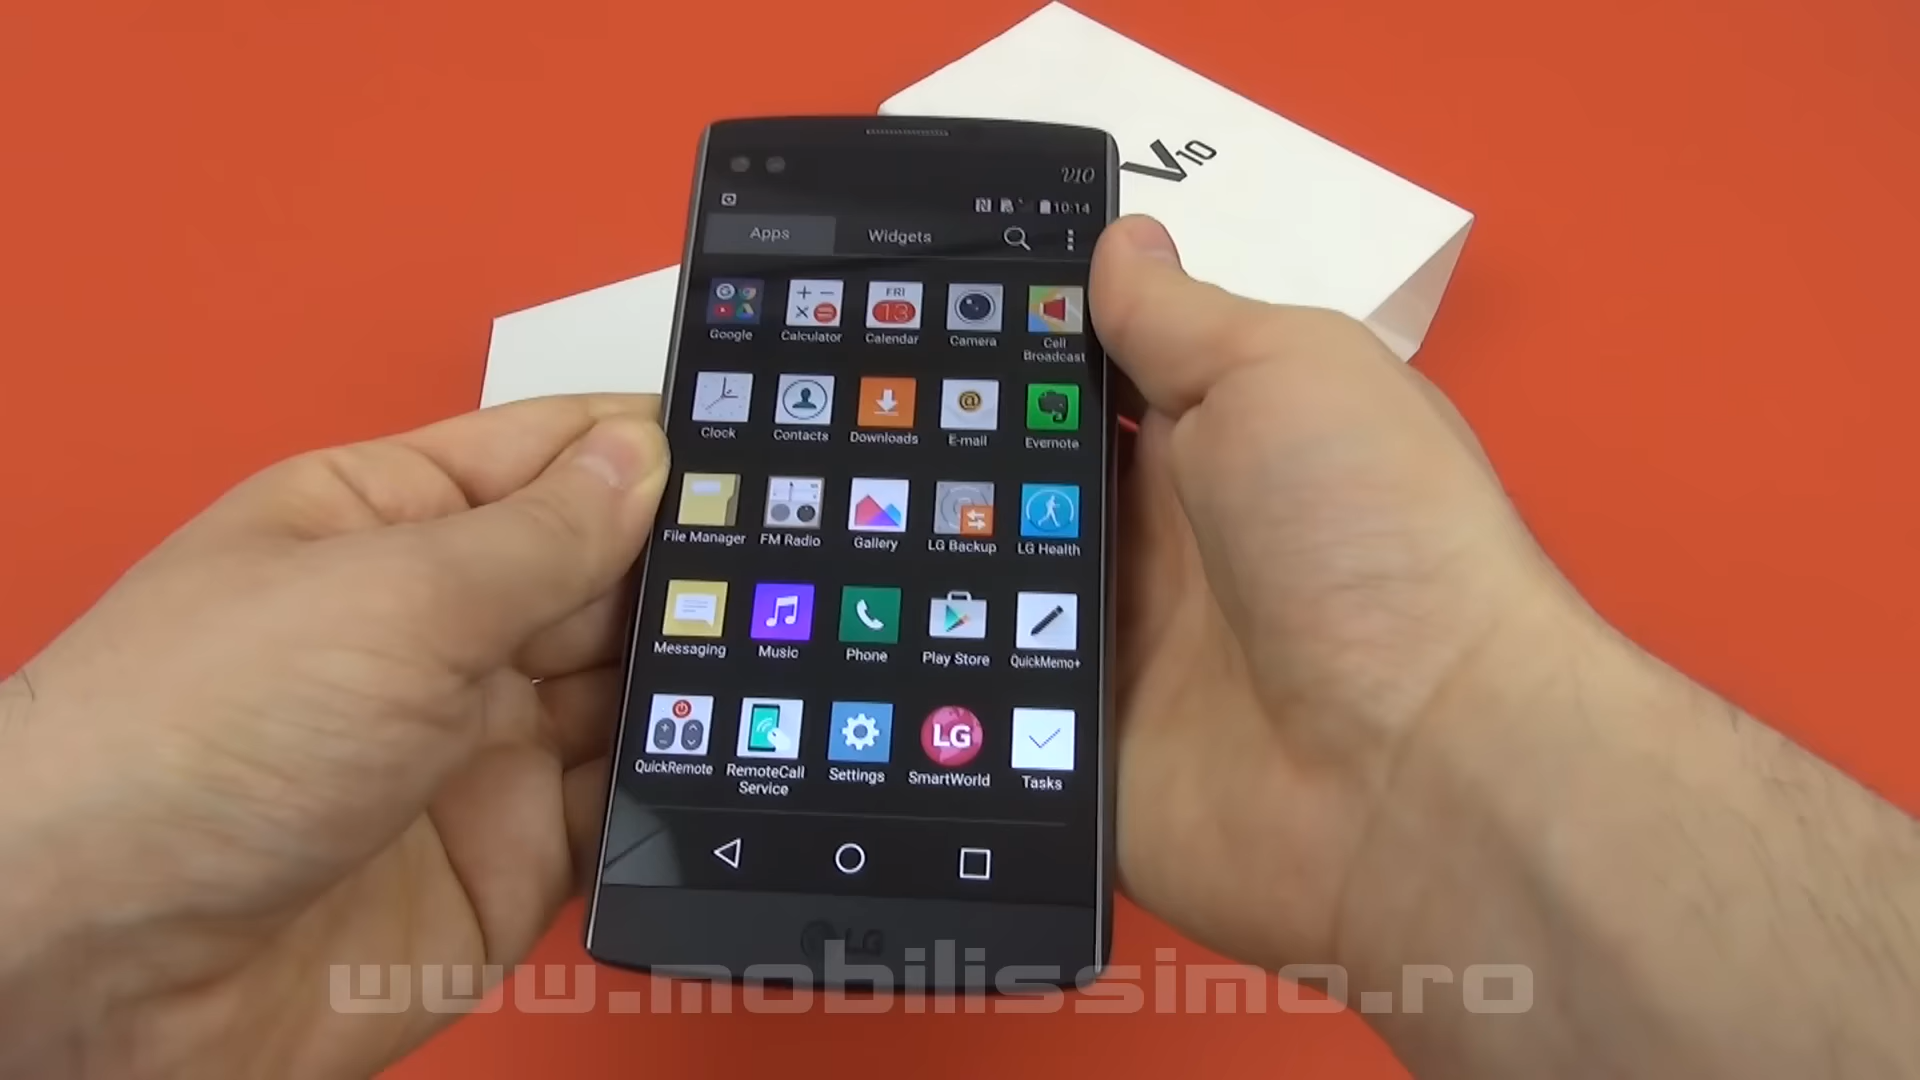 V10
V10
10:14
Apps Widgets
FRI
13
Google Calculator Calendar Camera Cell
Broadcast
Clock Contacts Downloads E-mail Evernote
File Manager FM Radio Gallery LG Backup LG Health
Messaging Music Phone Play Store QuickMemo+
LG
QuickRemote RemoteCall Settings SmartWorld Tasks
Service
LG
www.mobilissimo.ro